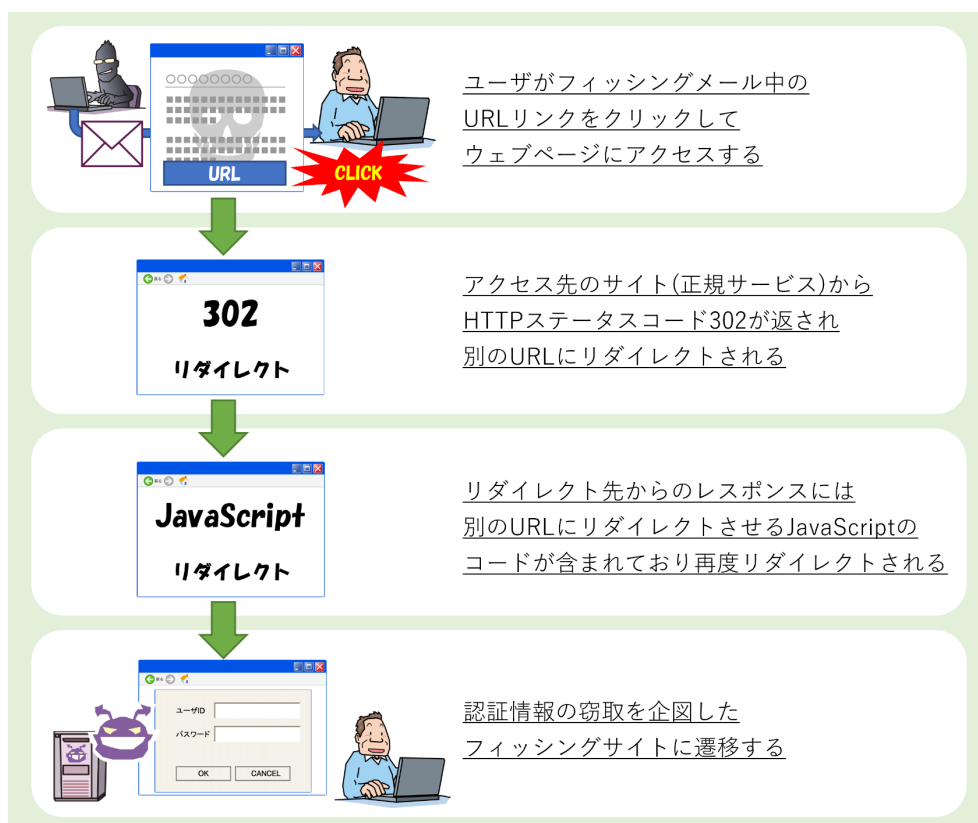 ○○○○○○○○
URL
CLICK
ユーザがフィッシングメール中の
URLリンクをクリックして
ウェブページにアクセスする
戻る
302
リダイレクト
アクセス先のサイト(正規サービス)から
HTTPステータスコード302が返され
別のURLにリダイレクトされる
戻る
JavaScript
リダイレクト
リダイレクト先からのレスポンスには
別のURLにリダイレクトさせるJavaScriptの
コードが含まれており再度リダイレクトされる
戻る
ユーザID
パスワード
OK CANCEL
認証情報の窃取を企図した
フィッシングサイトに遷移する